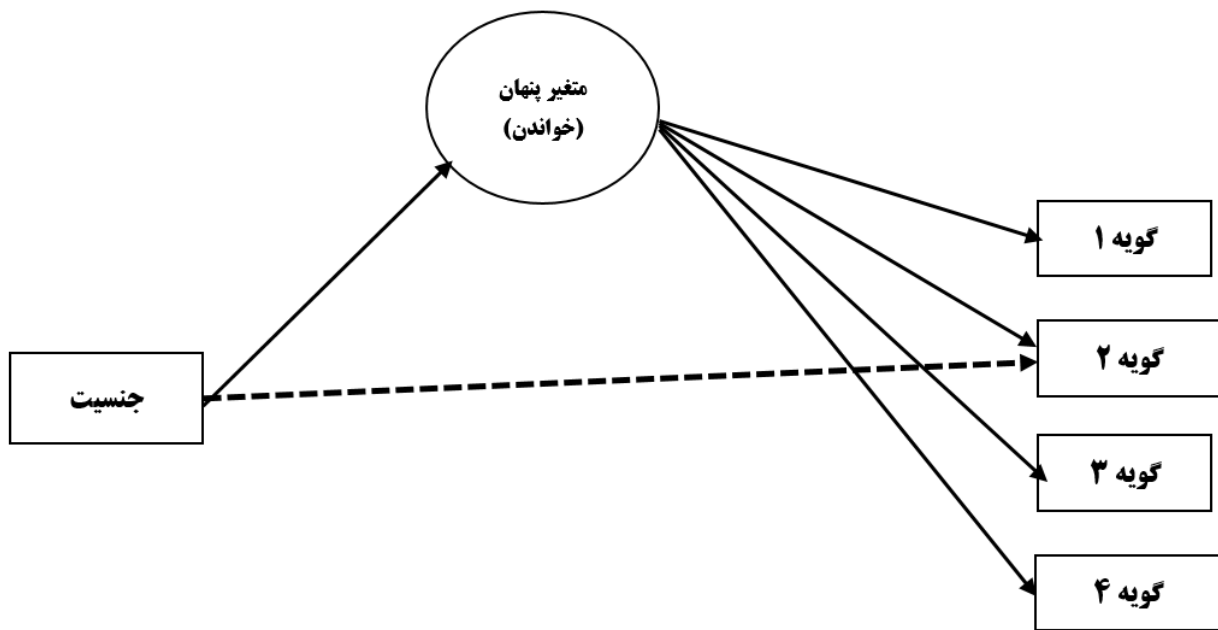 متغیر پنهان
(خواندن)
گویه ۱
گویه ۲
جنسیت
گویه ۳
گویه ۴